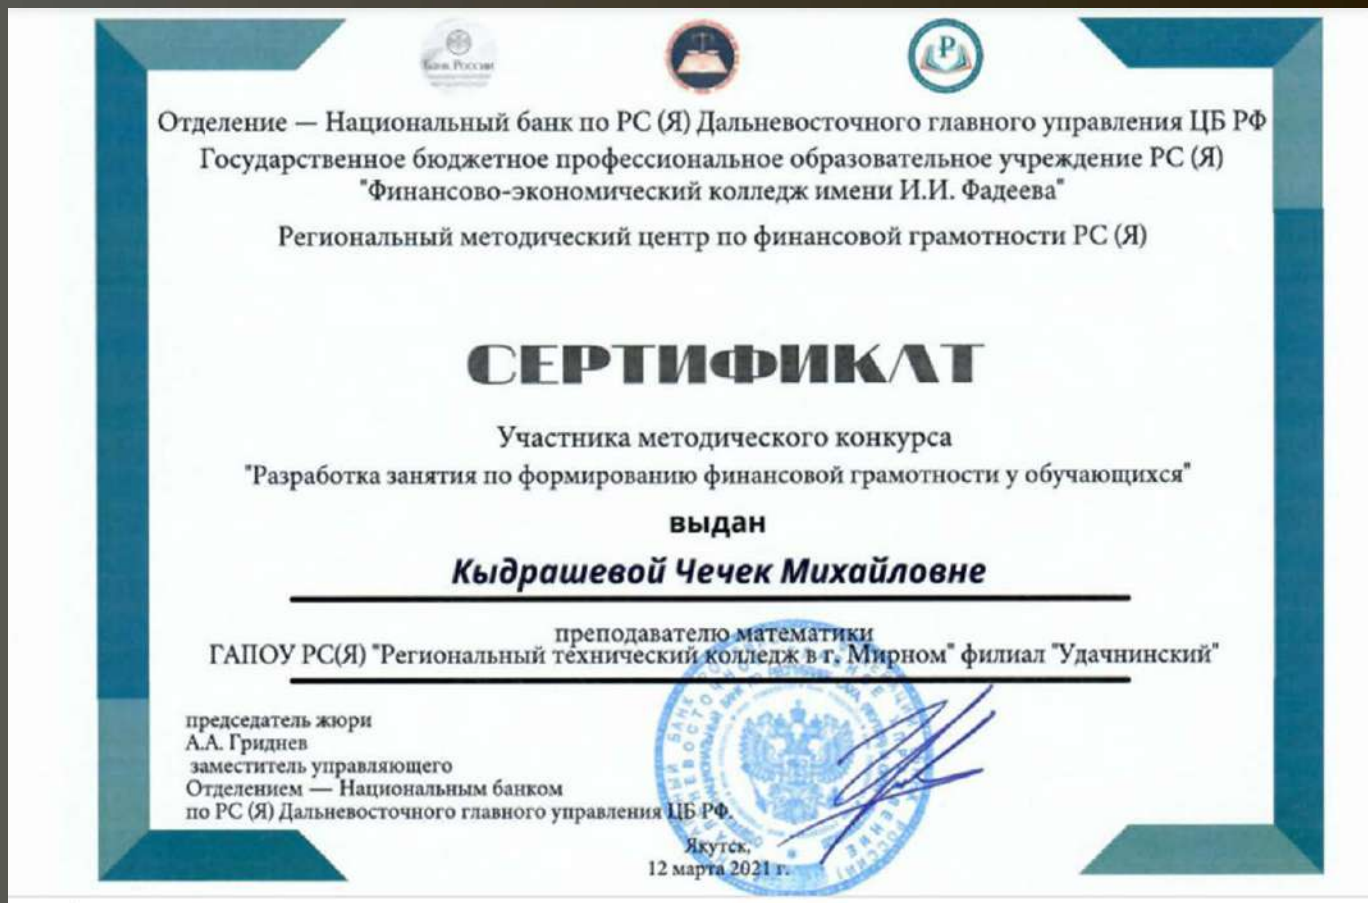 Банк России
Отделение — Национальный банк по РС (Я) Дальневосточного главного управления ЦБ РФ
Государственное бюджетное профессиональное образовательное учреждение РС (Я)
"Финансово-экономический колледж имени И.И. Фадеева"
Региональный методический центр по финансовой грамотности РС (Я)
СЕРТИФИКАТ
Участника методического конкурса
"Разработка занятия по формированию финансовой грамотности у обучающихся"
выдан
Кыдрашевой Чечек Михайловне
преподавателю математики
ГАПОУ РС(Я) "Региональный технический колледж в г. Мирном" филиал "Удачнинский"
председатель жюри
А.А. Гриднев
заместитель управляющего
Отделением — Национальным банком
по РС (Я) Дальневосточного главного управления ЦБ РФ.
Якутск,
12 марта 2021 г.